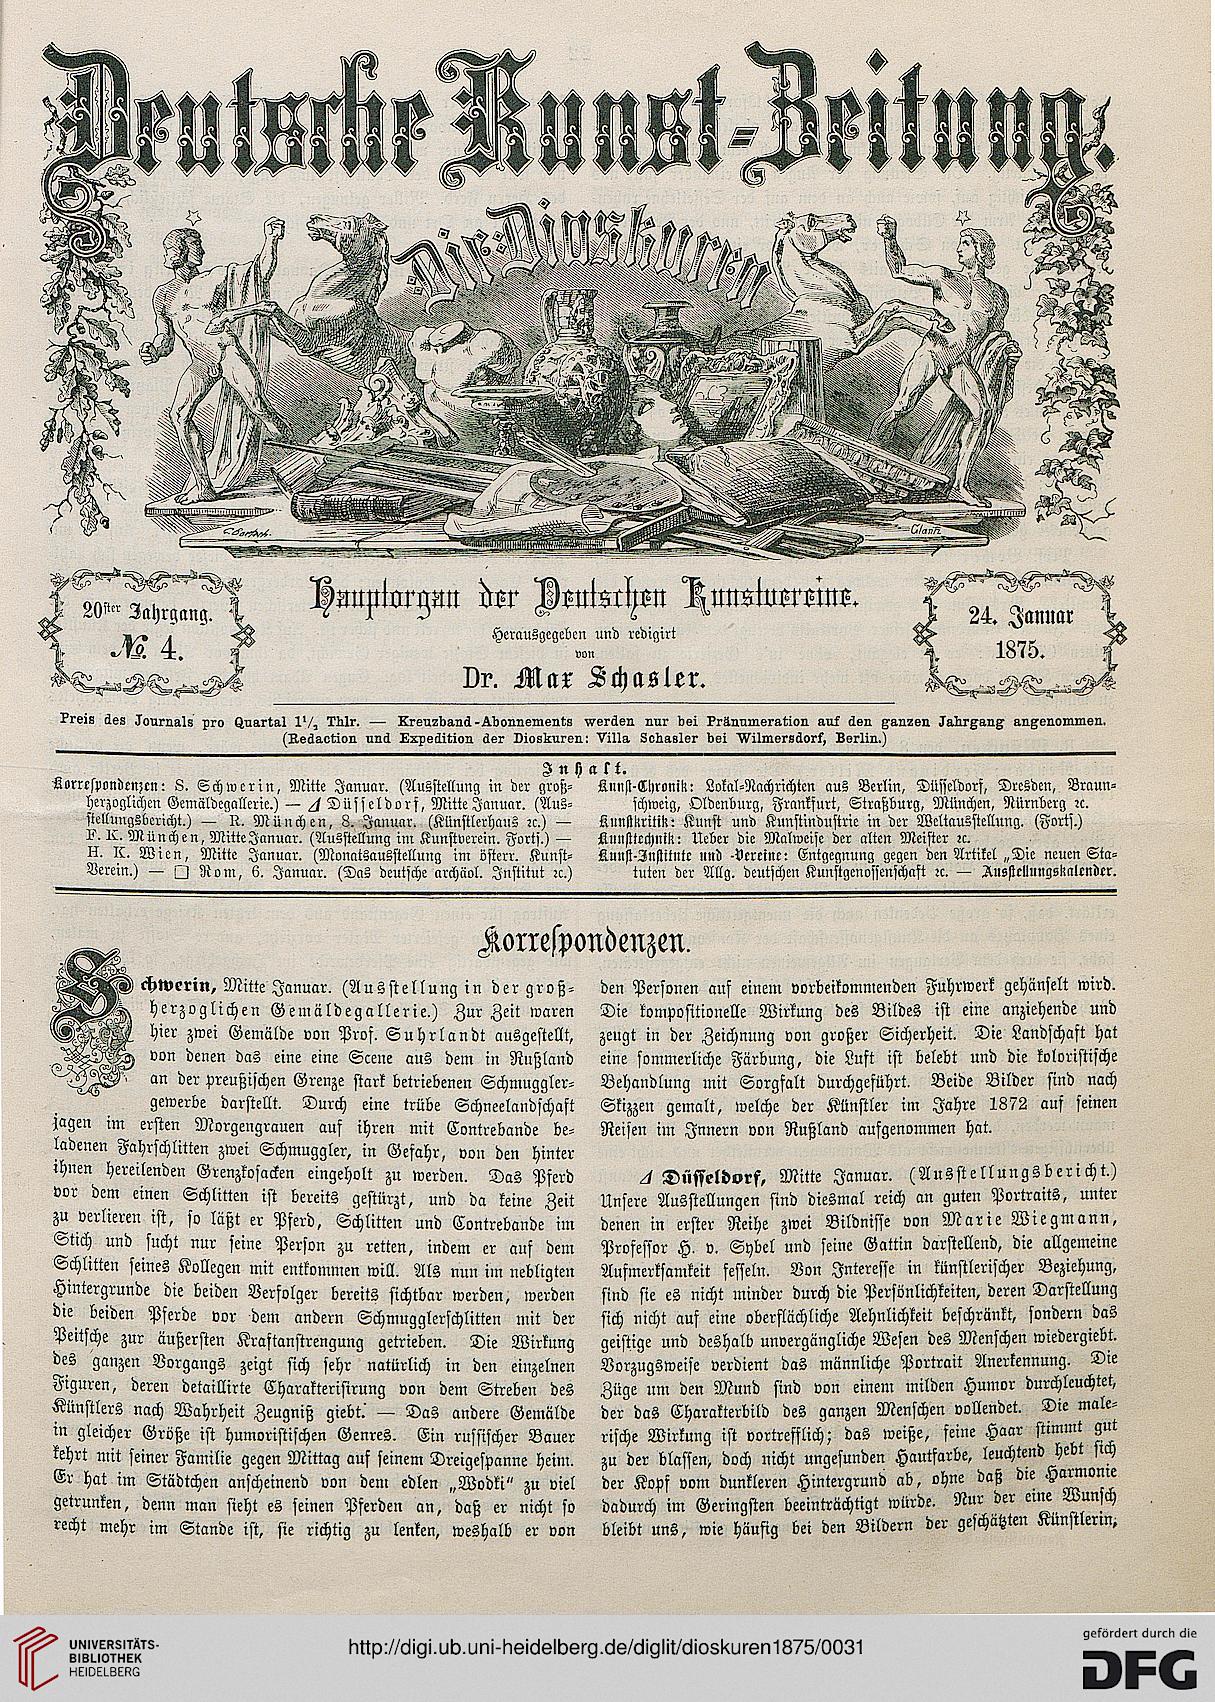 Deutsche Kunst-Zeitung.
Die Dioskuren
C. Bartsch.
Glantz
20ster Jahrgang.
No. 4.
Hauptorgan der Deutschen Kunstvereine.
Herausgegeben und redigirt
von
Dr. Max Schasler.
24. Januar
1875.
Preis des Journals pro Quartal 1½ Thlr. — Kreuzband-Abonnements werden nur bei Pränumeration auf den ganzen Jahrgang angenommen.
(Redaction und Expedition der Dioskuren: Villa Schasler bei Wilmersdorf, Berlin.)
Inhalt.
Korrespondenzen: S. Schwerin, Mitte Januar. (Ausstellung in der groß-
herzoglichen Gemäldegallerie.) — ⊿ Düsseldorf, Mitte Januar. (Aus-
stellungsbericht.) — R. München, 8. Januar. (Künstlerhaus ꝛc.) —
F. K. München, Mitte Januar. (Ausstellung im Kunstverein. Forts.) —
H. K. Wien, Mitte Januar. (Monatsausstellung im österr. Kunst-
Verein.) — □ Rom, 6. Januar. (Das deutsche archäol. Institut ꝛc.)
Kunst-Chronik: Lokal-Nachrichten aus Berlin, Düsseldorf, Dresden, Braun-
schweig, Oldenburg, Frankfurt, Straßburg, München, Nürnberg ꝛc.
Kunstkritik: Kunst und Kunstindustrie in der Weltausstellung. (Forts.)
Kunsttechnik: Ueber die Malweise der alten Meister ꝛc.
Kunst-Institute und -Vereine: Entgegnung gegen den Artikel „Die neuen Sta-
tuten der Allg. deutschen Kunstgenossenschaft ꝛc. — Ausstellungskalender.
Korrespondenzen.
Schwerin, Mitte Januar. (Ausstellung in der groß-
herzoglichen Gemäldegallerie.) Zur Zeit waren
hier zwei Gemälde von Prof. Suhrlandt ausgestellt,
von denen das eine eine Scene aus dem in Rußland
an der preußischen Grenze stark betriebenen Schmuggler-
gewerbe darstellt. Durch eine trübe Schneelandschaft
jagen im ersten Morgengrauen auf ihren mit Contrebande be-
ladenen Fahrschlitten zwei Schmuggler, in Gefahr, von den hinter
ihnen hereilenden Grenzkosacken eingeholt zu werden. Das Pferd
vor dem einen Schlitten ist bereits gestürzt, und da keine Zeit
zu verlieren ist, so läßt er Pferd, Schlitten und Contrebande im
Stich und sucht nur seine Person zu retten, indem er auf dem
Schlitten seines Kollegen mit entkommen will. Als nun im nebligten
Hintergrunde die beiden Verfolger bereits sichtbar werden, werden
die beiden Pferde vor dem andern Schmugglerschlitten mit der
Peitsche zur äußersten Kraftanstrengung getrieben. Die Wirkung
des ganzen Vorgangs zeigt sich sehr natürlich in den einzelnen
Figuren, deren detaillirte Charakterisirung von dem Streben des
Künstlers nach Wahrheit Zeugniß giebt. — Das andere Gemälde
in gleicher Größe ist humoristischen Genres. Ein russischer Bauer
kehrt mit seiner Familie gegen Mittag auf seinem Dreigespanne heim.
Er hat im Städtchen anscheinend von dem edlen „Wodki“ zu viel
getrunken, denn man sieht es seinen Pferden an, daß er nicht so
recht mehr im Stande ist, sie richtig zu lenken, weshalb er von
den Personen auf einem vorbeikommenden Fuhrwerk gehänselt wird.
Die kompositionelle Wirkung des Bildes ist eine anziehende und
zeugt in der Zeichnung von großer Sicherheit. Die Landschaft hat
eine sommerliche Färbung, die Luft ist belebt und die koloristische
Behandlung mit Sorgfalt durchgeführt. Beide Bilder sind nach
Skizzen gemalt, welche der Künstler im Jahre 1872 auf seinen
Reisen im Innern von Rußland aufgenommen hat.
⊿ Düsseldorf, Mitte Januar. (Ausstellungsbericht.)
Unsere Ausstellungen sind diesmal reich an guten Portraits, unter
denen in erster Reihe zwei Bildnisse von Marie Wiegmann,
Professor H. v. Sybel und seine Gattin darstellend, die allgemeine
Aufmerksamkeit fesseln. Von Interesse in künstlerischer Beziehung,
sind sie es nicht minder durch die Persönlichkeiten, deren Darstellung
sich nicht auf eine oberflächliche Aehnlichkeit beschränkt, sondern das
geistige und deshalb unvergängliche Wesen des Menschen wiedergiebt.
Vorzugsweise verdient das männliche Portrait Anerkennung. Die
Züge um den Mund sind von einem milden Humor durchleuchtet,
der das Charakterbild des ganzen Menschen vollendet. Die male-
rische Wirkung ist vortrefflich; das weiße, feine Haar stimmt gut
zu der blassen, doch nicht ungesunden Hautfarbe, leuchtend hebt sich
der Kopf vom dunkleren Hintergrund ab, ohne daß die Harmonie
dadurch im Geringsten beeinträchtigt würde. Nur der eine Wunsch
bleibt uns, wie häufig bei den Bildern der geschätzten Künstlerin,
UNIVERSITÄTS-
BIBLIOTHEK
HEIDELBERG
http://digi.ub.uni-heidelberg.de/diglit/dioskuren1875/0031
gefördert durch die
DFG